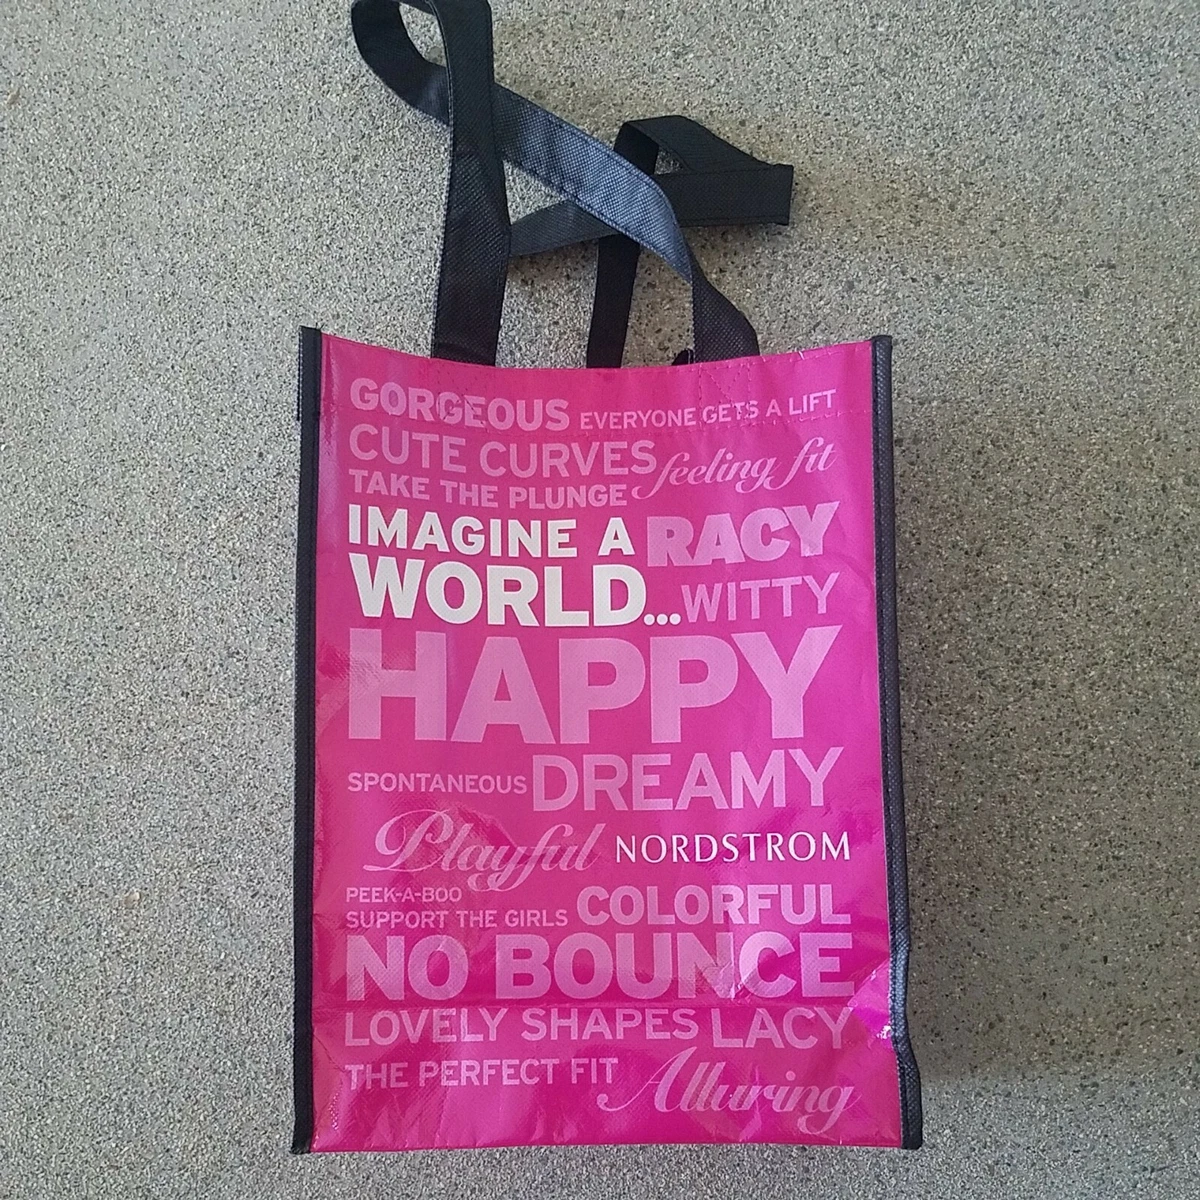 GORGEOUS EVERYONE GETS A LIFT
CUTE CURVES feeling fit
TAKE THE PLUNGE
IMAGINE A RACY
WORLD...WITTY
HAPPY
SPONTANEOUS DREAMY
Playful NORDSTROM
PEEK-A-BOO
SUPPORT THE GIRLS COLORFUL
NO BOUNCE
LOVELY SHAPES LACY
THE PERFECT FIT Alluring